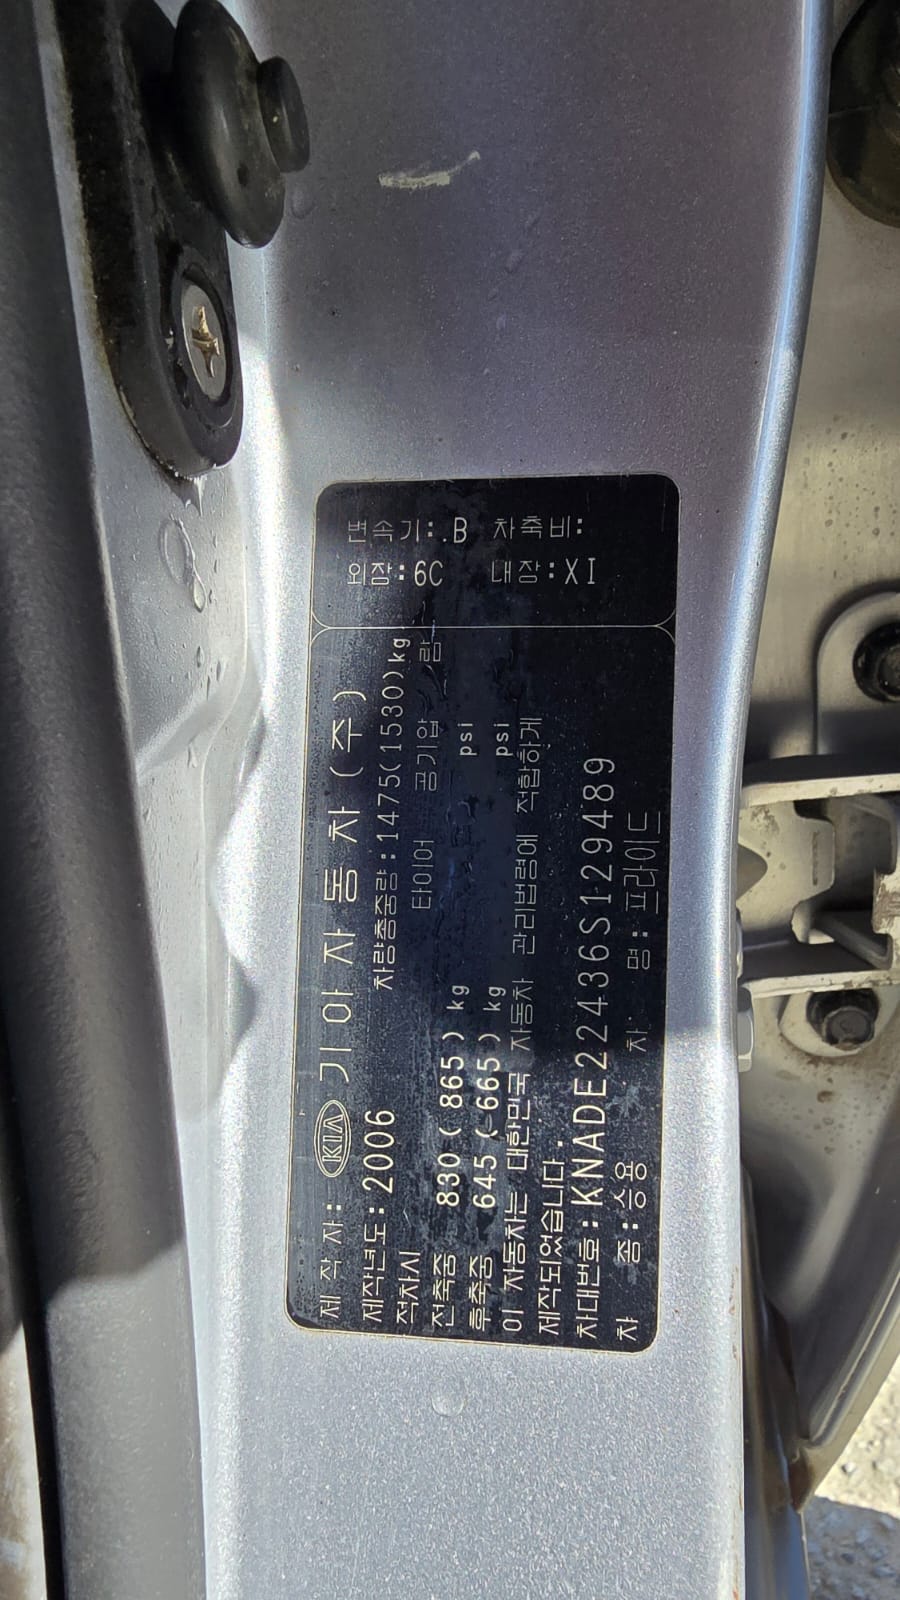 변속기:.B 차축비:
외장:6C 내장:XI
제 작 자: KIA 기아자동차(주)
제작년도:2006 차량총중량:1475(1530)kg
적차시 타이어 공기압 람
전축중 830( 865) kg psi
후축중 645( 665) kg psi
이 자동차는 대한민국 자동차 관리법령에 적합하게
제작되었습니다.
차대번호:KNADE22436S129489
차 종:승용 차 명:프라이드